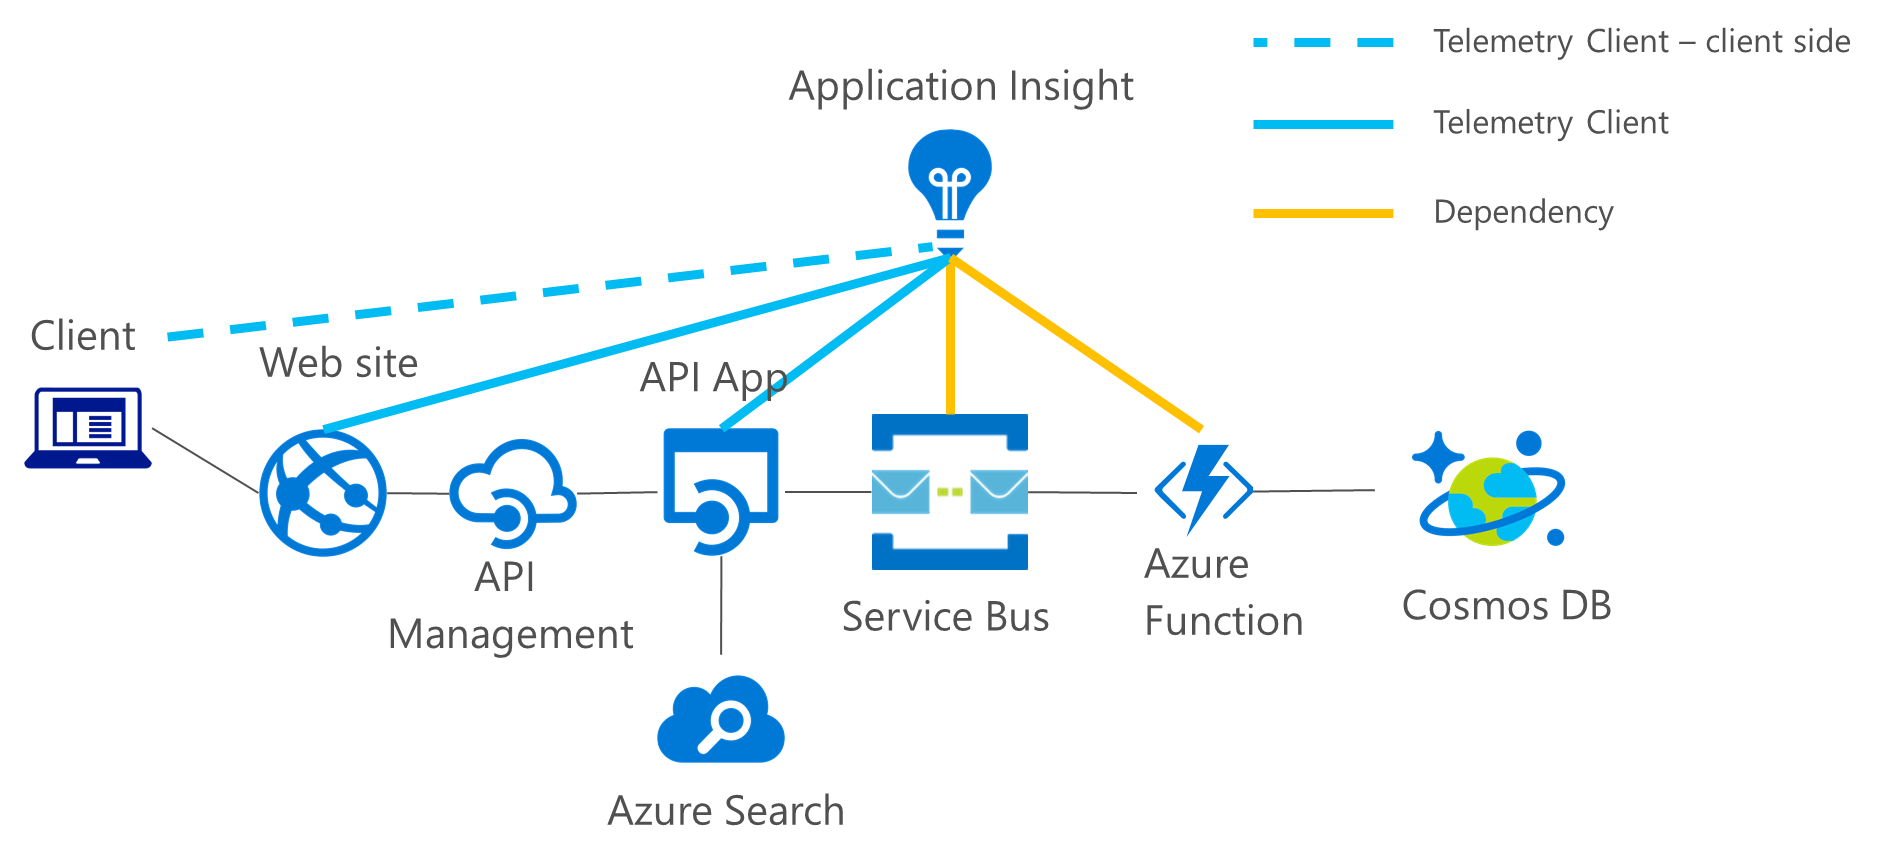 Telemetry Client – client side
Application Insight
Telemetry Client
Dependency
Client
Web site
API App
API
Management
Service Bus
Azure
Function
Cosmos DB
Azure Search